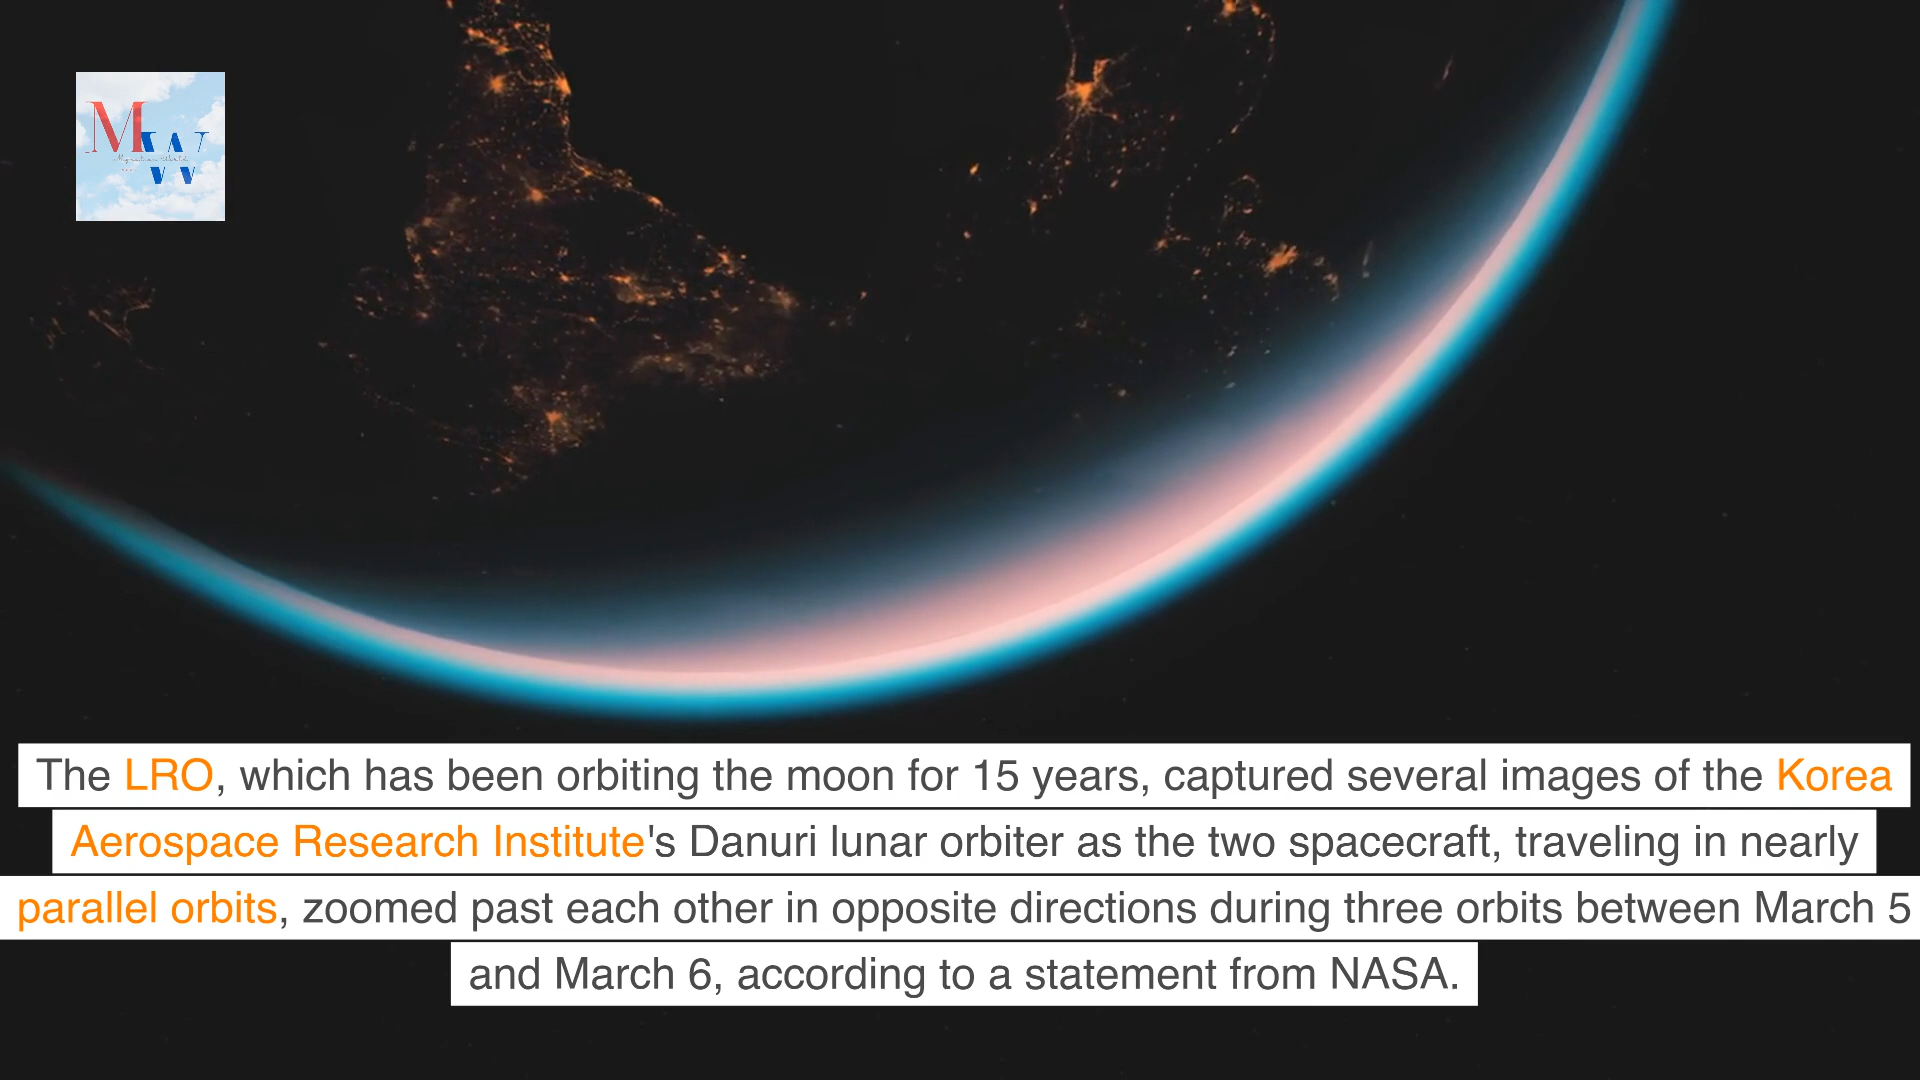 MW
The LRO, which has been orbiting the moon for 15 years, captured several images of the Korea
Aerospace Research Institute's Danuri lunar orbiter as the two spacecraft, traveling in nearly
parallel orbits, zoomed past each other in opposite directions during three orbits between March 5
and March 6, according to a statement from NASA.